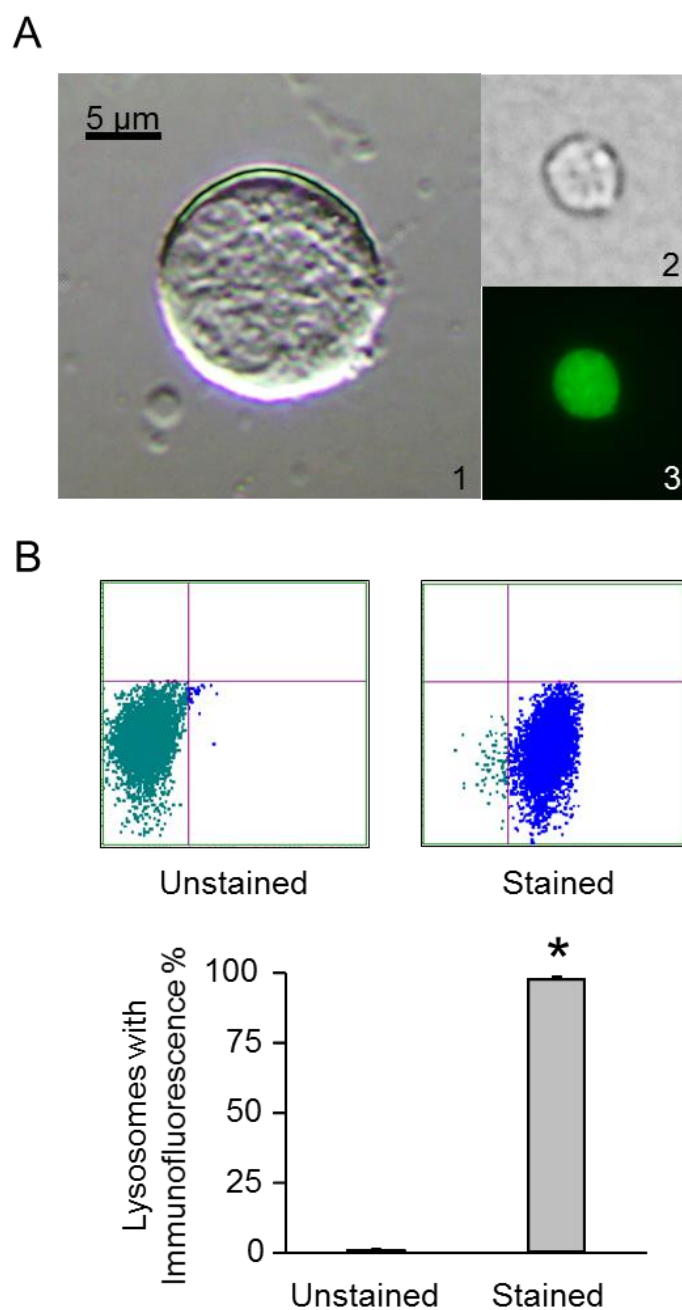 A
5 µm
1
2
3
B
Unstained
Stained
Lysosomes with
Immunofluorescence %
100
75
50
25
0
*
Unstained
Stained